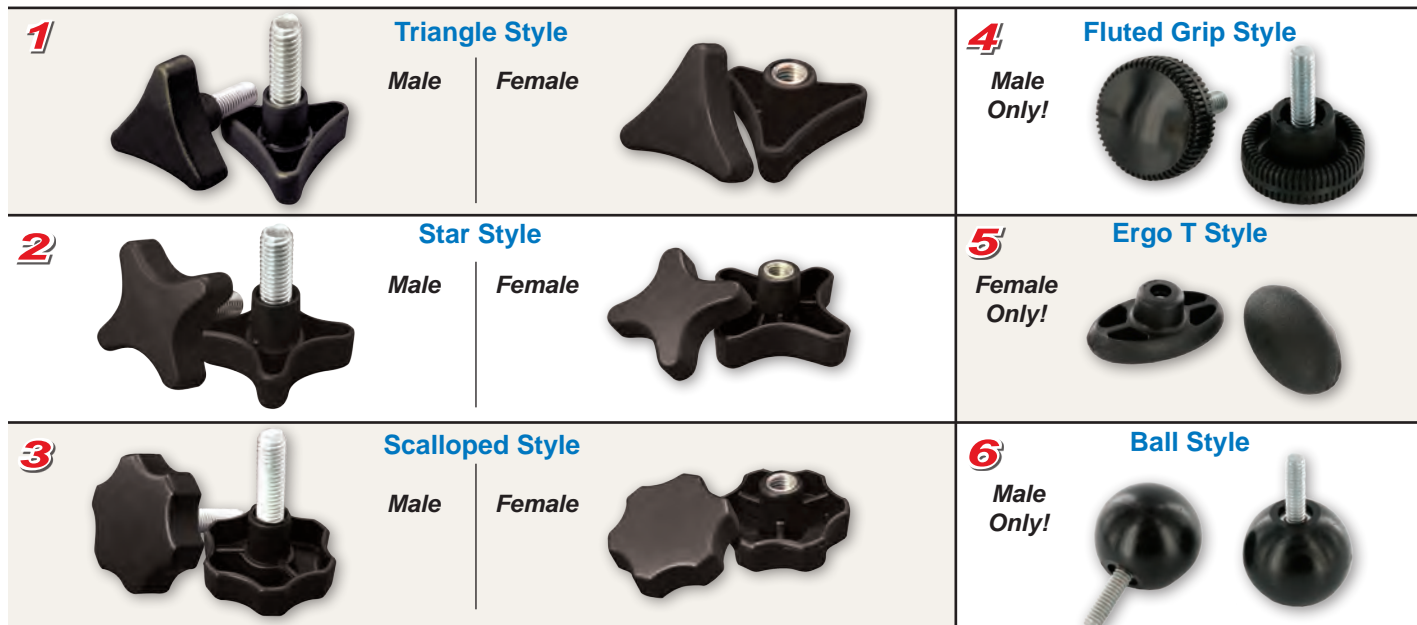 1
Triangle Style
Male
Female
2
Star Style
Male
Female
3
Scalloped Style
Male
Female
4
Fluted Grip Style
Male
Only!
5
Ergo T Style
Female
Only!
6
Ball Style
Male
Only!